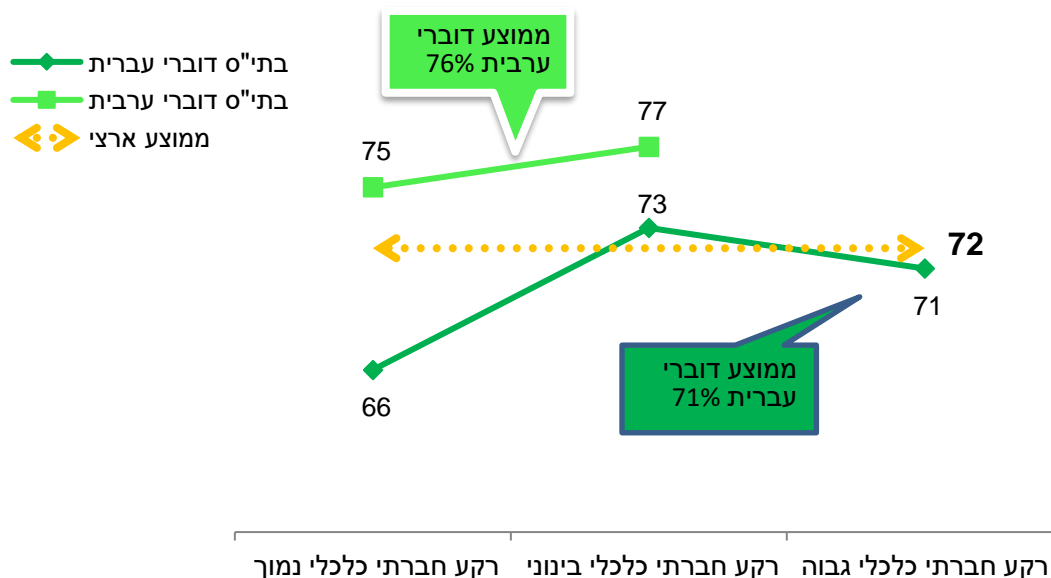 בתי"ס דוברי עברית
בתי"ס דוברי ערבית
ממוצע ארצי
ממוצע דוברי
ערבית 76%
75
77
73
72
71
66
ממוצע דוברי
עברית 71%
רקע חברתי כלכלי נמוך
רקע חברתי כלכלי בינוני
רקע חברתי כלכלי גבוה